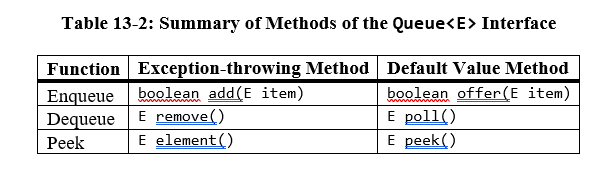 Table 13-2: Summary of Methods of the Queue<E> Interface
Function Exception-throwing Method Default Value Method
Enqueue boolean add(E item) boolean offer(E item)
Dequeue E remove() E poll()
Peek E element() E peek()